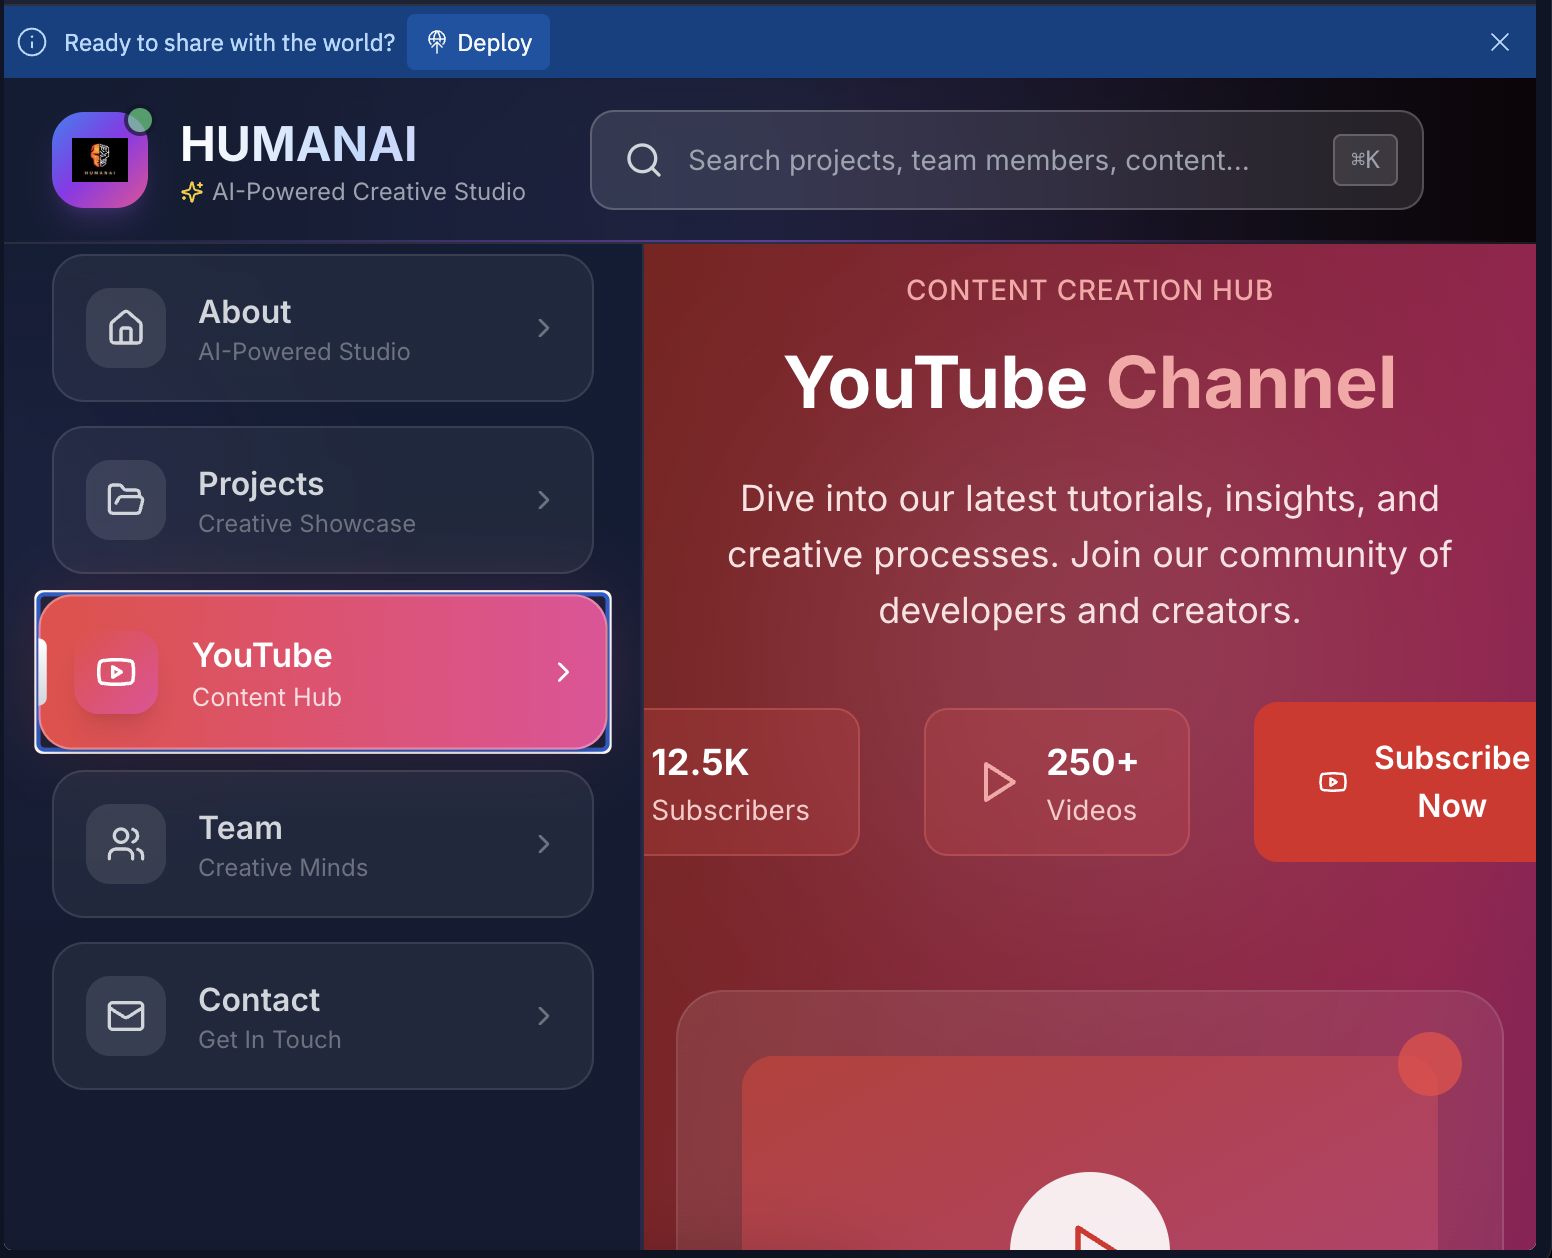 Ready to share with the world?
Deploy
HUMANAI
HUMANAI
AI-Powered Creative Studio
Search projects, team members, content...
⌘K
About
AI-Powered Studio
Projects
Creative Showcase
YouTube
Content Hub
Team
Creative Minds
Contact
Get In Touch
CONTENT CREATION HUB
YouTube Channel
Dive into our latest tutorials, insights, and
creative processes. Join our community of
developers and creators.
12.5K
Subscribers
250+
Videos
Subscribe
Now